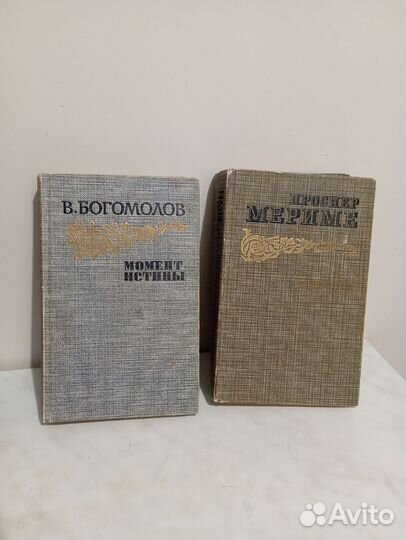 В. БОГОМОЛОВ
МОМЕНТ
ИСТИНЫ
ПРОСПЕР
МЕРИМЕ
Avito